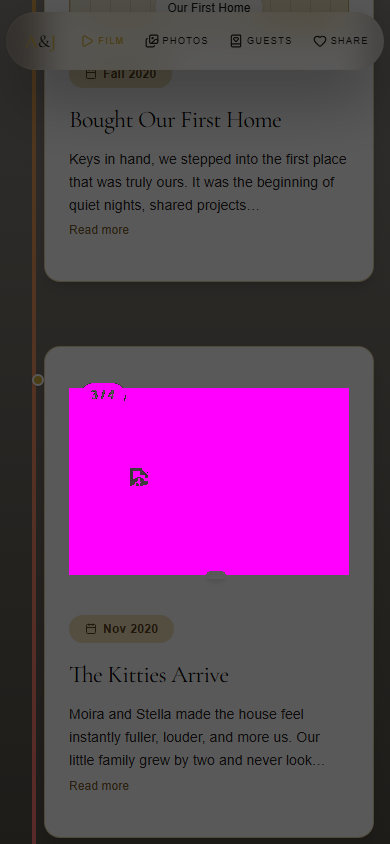 Our First Home
&
FILM
PHOTOS
GUESTS
SHARE
Fall 2020
Bought Our First Home
Keys in hand, we stepped into the first place
that was truly ours. It was the beginning of
quiet nights, shared projects…
Read more
3 / 4
Nov 2020
The Kitties Arrive
Moira and Stella made the house feel
instantly fuller, louder, and more us. Our
little family grew by two and never look…
Read more